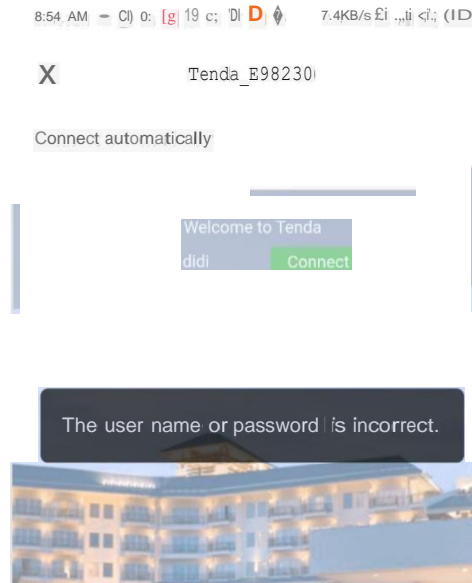 8:54 AM
7.4KB/s
X
Tenda_E98230
Connect automatically
Welcome to Tenda
didi
Connect
The user name or password is incorrect.